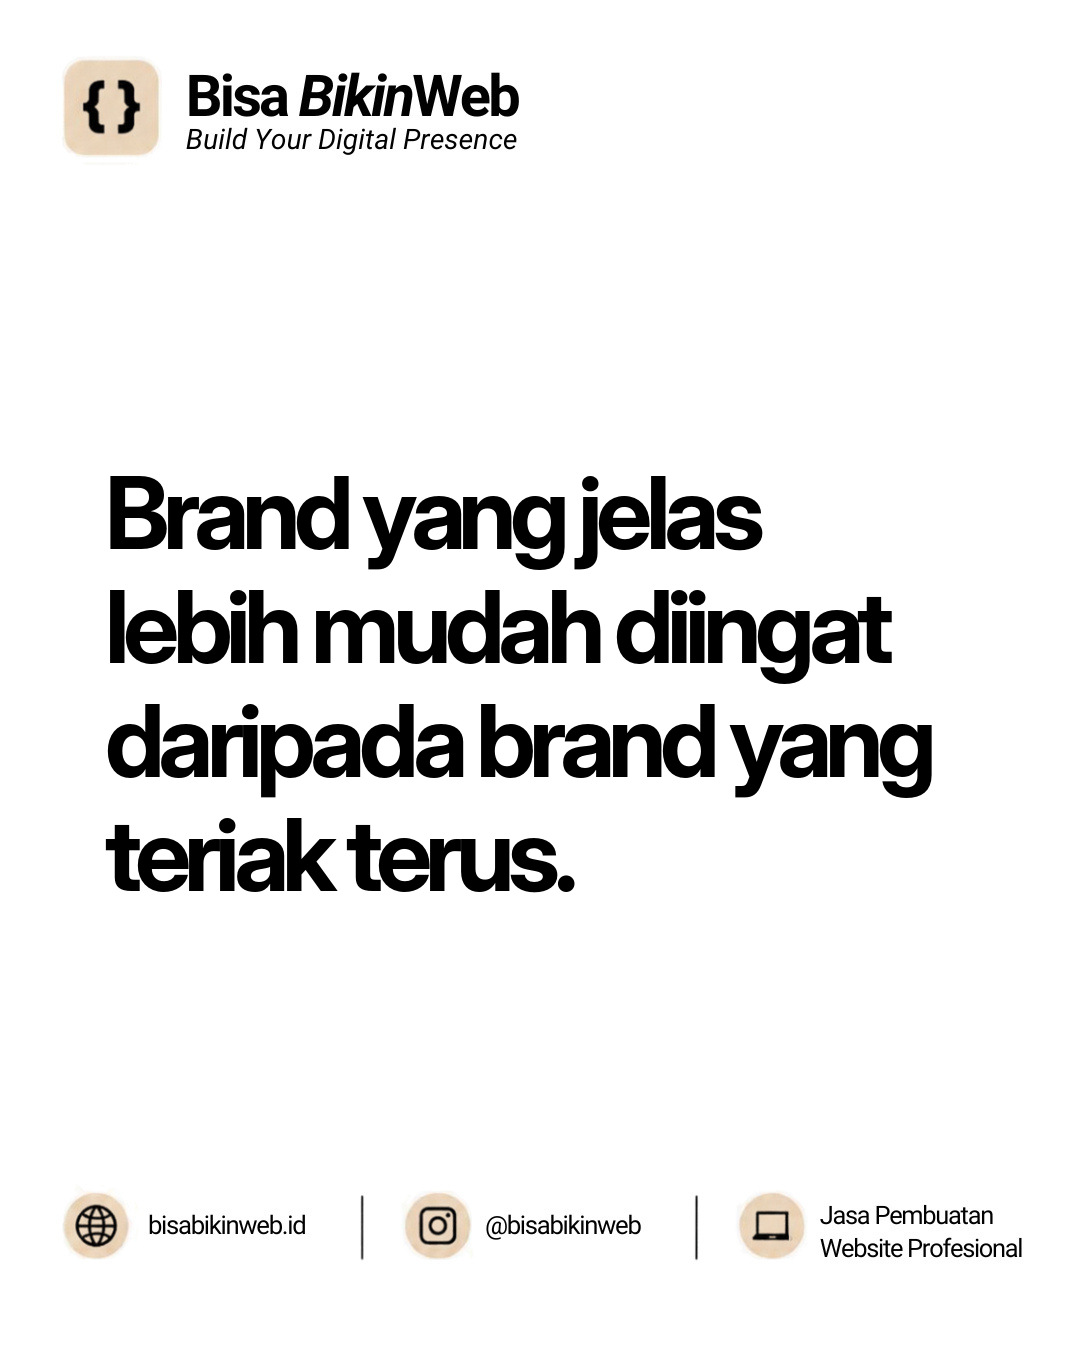 { }
Bisa BikinWeb
Build Your Digital Presence
Brand yang jelas
lebih mudah diingat
daripada brand yang
teriak terus.
bisabikinweb.id
@bisabikinweb
Jasa Pembuatan
Website Profesional